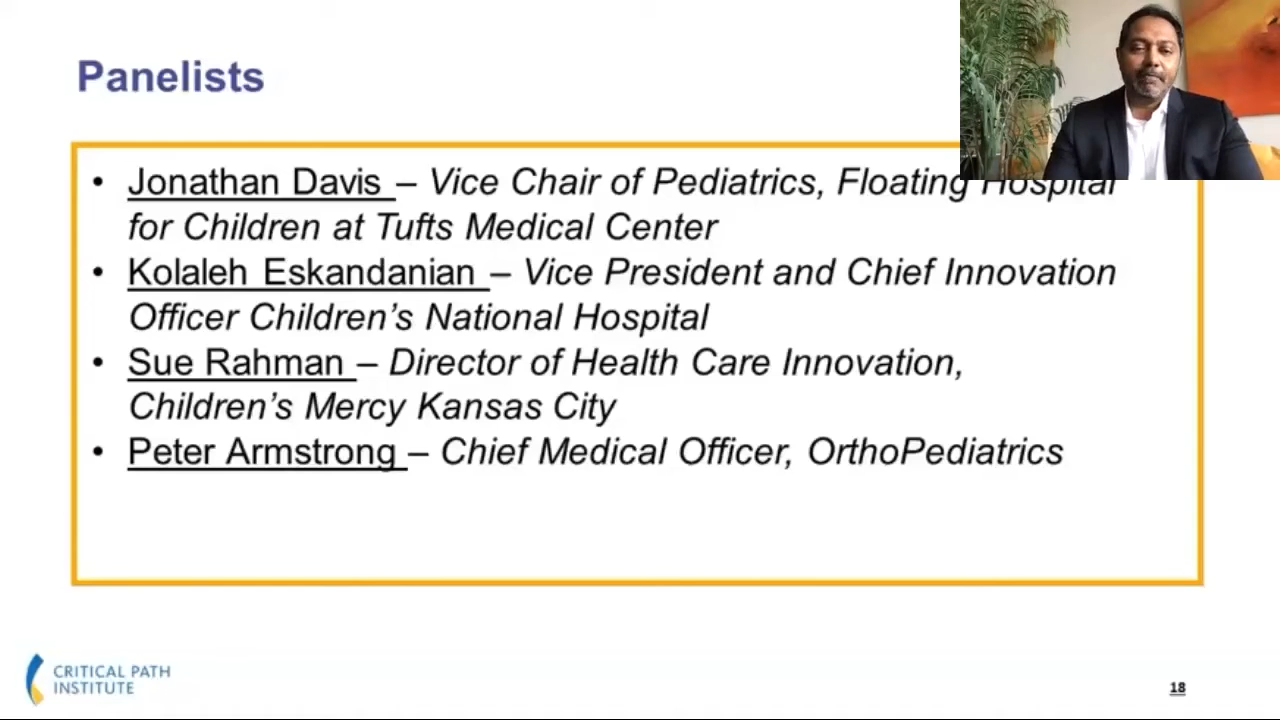 Panelists
• Jonathan Davis – Vice Chair of Pediatrics, Floating Hospital
for Children at Tufts Medical Center
• Kolaleh Eskandanian – Vice President and Chief Innovation
Officer Children’s National Hospital
• Sue Rahman – Director of Health Care Innovation,
Children’s Mercy Kansas City
• Peter Armstrong – Chief Medical Officer, OrthoPediatrics
CRITICAL PATH
INSTITUTE
18